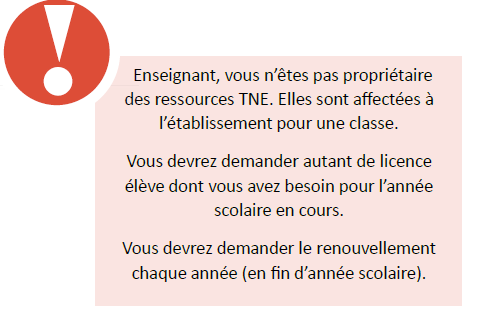 Enseignant, vous n'êtes pas propriétaire
des ressources TNE. Elles sont affectées à
l'établissement pour une classe.
Vous devrez demander autant de licence
élève dont vous avez besoin pour l'année
scolaire en cours.
Vous devrez demander le renouvellement
chaque année (en fin d'année scolaire).